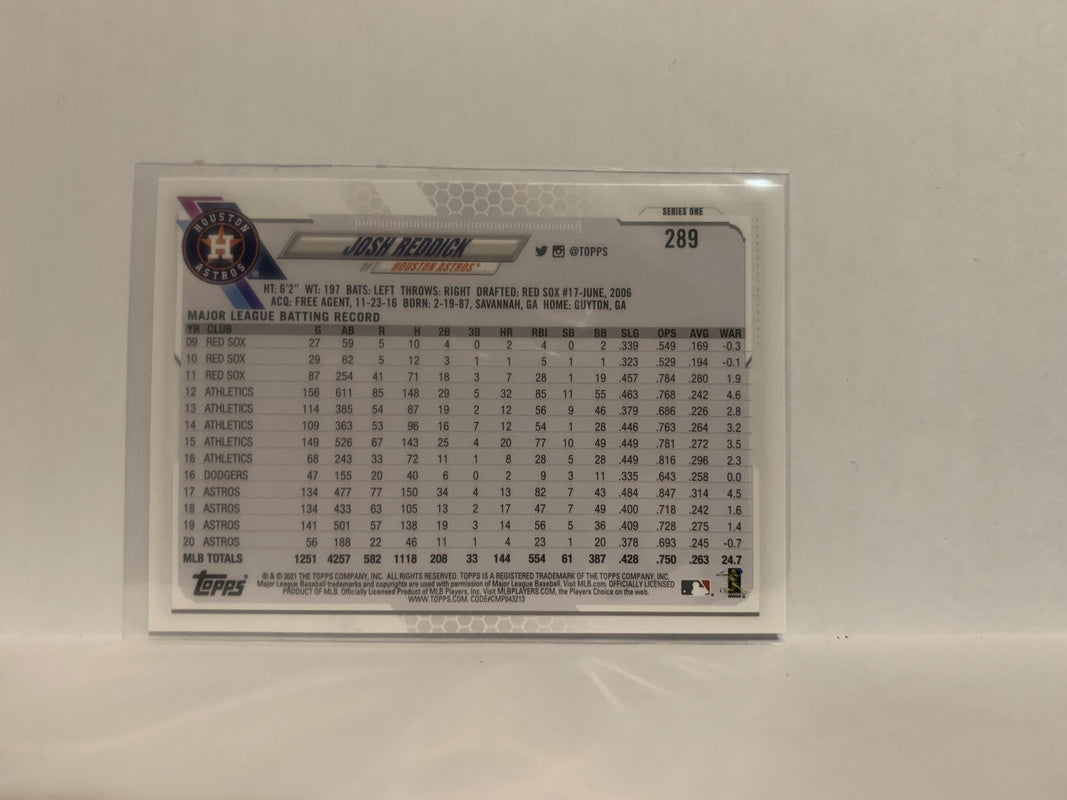 SERIES ONE
289
HOUSTON
H
ASTROS
JOSH REDDICK
@TOPPS
OF HOUSTON ASTROS
HT: 6'2" WT: 197 BATS: LEFT THROWS: RIGHT DRAFTED: RED SOX #17-JUNE, 2006
ACQ: FREE AGENT, 11-23-16 BORN: 2-19-87, SAVANNAH, GA HOME: GUYTON, GA
MAJOR LEAGUE BATTING RECORD
YR CLUB G AB R H 2B 3B HR RBI SB BB SLG OPS AVG WAR
09 RED SOX 27 59 5 10 4 0 2 4 0 2 .339 .549 .169 -0.3
10 RED SOX 29 62 5 12 3 1 1 5 1 1 .323 .529 .194 -0.1
11 RED SOX 87 254 41 71 18 3 7 28 1 19 .457 .784 .280 1.9
12 ATHLETICS 156 611 85 148 29 5 32 85 11 55 .463 .768 .242 4.6
13 ATHLETICS 114 385 54 87 19 2 12 56 9 46 .379 .686 .226 2.8
14 ATHLETICS 109 363 53 96 16 7 12 54 1 28 .446 .763 .264 3.2
15 ATHLETICS 149 526 67 143 25 4 20 77 10 49 .449 .781 .272 3.5
16 ATHLETICS 68 243 33 72 11 1 8 28 5 28 .449 .816 .296 2.3
16 DODGERS 47 155 20 40 6 0 2 9 3 11 .335 .643 .258 0.0
17 ASTROS 134 477 77 150 34 4 13 82 7 43 .484 .847 .314 4.5
18 ASTROS 134 433 63 105 13 2 17 47 7 49 .400 .718 .242 1.6
19 ASTROS 141 501 57 138 19 3 14 56 5 36 .409 .728 .275 1.4
20 ASTROS 56 188 22 46 11 1 4 23 1 20 .378 .693 .245 -0.7
MLB TOTALS 1251 4257 582 1118 208 33 144 554 61 387 .428 .750 .263 24.7
Topps
® & © 2021 THE TOPPS COMPANY, INC. ALL RIGHTS RESERVED. TOPPS IS A REGISTERED TRADEMARK OF THE TOPPS COMPANY, INC.
Major League Baseball trademarks and copyrights are used with permission of Major League Baseball. Visit MLB.com. OFFICIALLY LICENSED
PRODUCT OF MLB. Officially Licensed Product of MLB Players, Inc. Visit MLBPLAYERS.COM, the Players Choice on the web.
WWW.TOPPS.COM. CODE#CMP043213